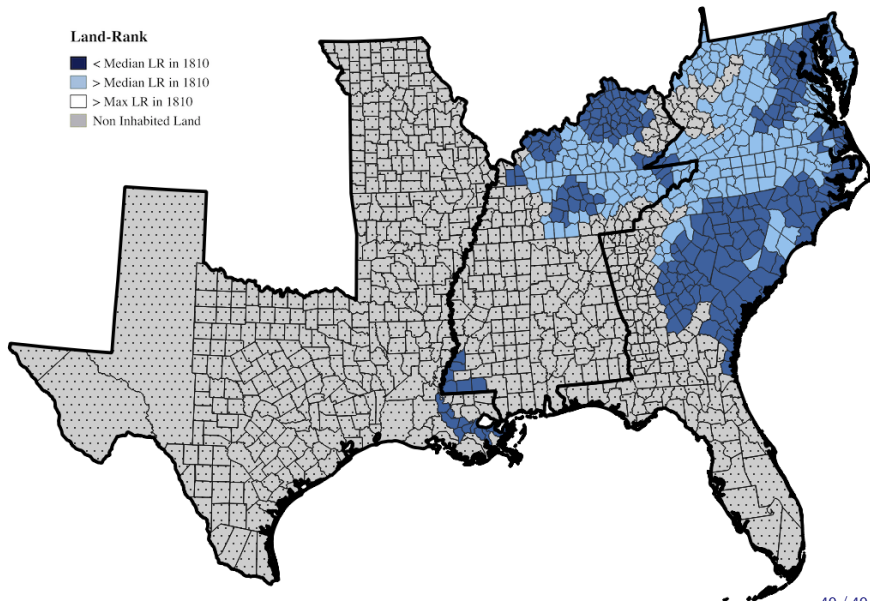 Land-Rank
< Median LR in 1810
> Median LR in 1810
> Max LR in 1810
Non Inhabited Land